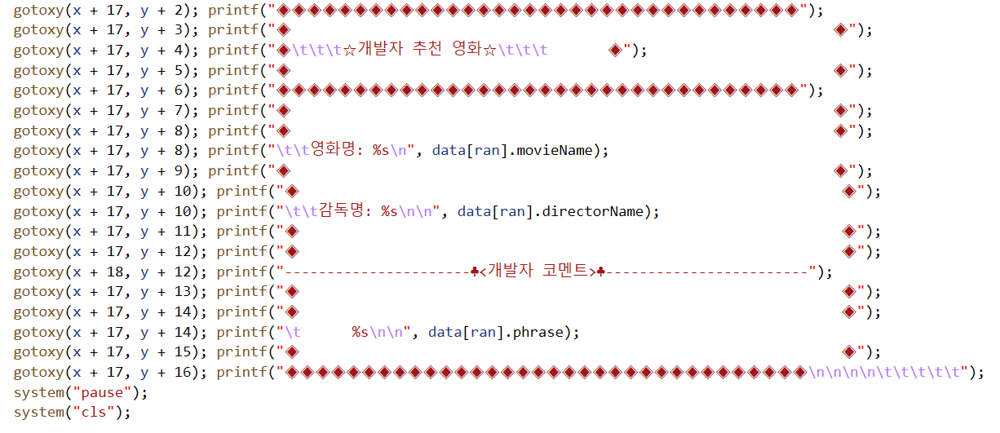 gotoxy(x + 17, y + 2); printf("◈◈◈◈◈◈◈◈◈◈◈◈◈◈◈◈◈◈◈◈◈◈◈◈◈◈◈◈◈◈◈◈◈◈◈");
gotoxy(x + 17, y + 3); printf("◈                                                                ◈");
gotoxy(x + 17, y + 4); printf("◈\t\t\t☆개발자 추천 영화☆\t\t\t       ◈");
gotoxy(x + 17, y + 5); printf("◈                                                                ◈");
gotoxy(x + 17, y + 6); printf("◈◈◈◈◈◈◈◈◈◈◈◈◈◈◈◈◈◈◈◈◈◈◈◈◈◈◈◈◈◈◈◈◈◈◈");
gotoxy(x + 17, y + 7); printf("◈                                                                ◈");
gotoxy(x + 17, y + 8); printf("◈                                                                ◈");
gotoxy(x + 17, y + 8); printf("\t\t영화명: %s\n", data[ran].movieName);
gotoxy(x + 17, y + 9); printf("◈                                                                ◈");
gotoxy(x + 17, y + 10); printf("◈                                                                ◈");
gotoxy(x + 17, y + 10); printf("\t\t감독명: %s\n\n", data[ran].directorName);
gotoxy(x + 17, y + 11); printf("◈                                                                ◈");
gotoxy(x + 17, y + 12); printf("◈                                                                ◈");
gotoxy(x + 18, y + 12); printf("----------------------♣<개발자 코멘트>♣------------------------");
gotoxy(x + 17, y + 13); printf("◈                                                                ◈");
gotoxy(x + 17, y + 14); printf("◈                                                                ◈");
gotoxy(x + 17, y + 14); printf("\t      %s\n\n", data[ran].phrase);
gotoxy(x + 17, y + 15); printf("◈                                                                ◈");
gotoxy(x + 17, y + 16); printf("◈◈◈◈◈◈◈◈◈◈◈◈◈◈◈◈◈◈◈◈◈◈◈◈◈◈◈◈◈◈◈◈◈◈◈\n\n\n\n\t\t\t\t\t");
system("pause");
system("cls");